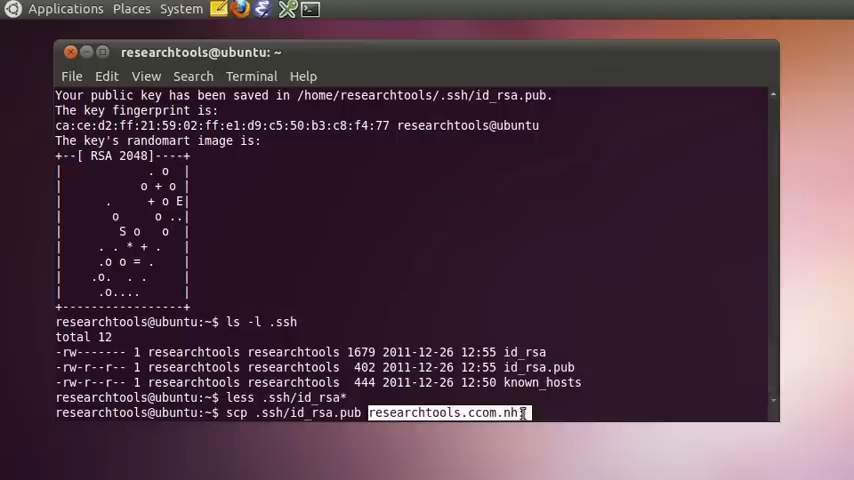 Applications Places System
researchtools@ubuntu: ~
File Edit View Search Terminal Help
Your public key has been saved in /home/researchtools/.ssh/id_rsa.pub.
The key fingerprint is:
ca:ce:d2:ff:21:59:02:ff:e1:d9:c5:50:b3:c8:f4:77 researchtools@ubuntu
The key's randomart image is:
+--[ RSA 2048]----+
|            . o  |
|           o + o |
|      .     + o E|
|       o     o ..|
|        S o   o  |
|     . . * + .   |
|     .o o = .    |
|    .o.  . .     |
|     .o....      |
+-----------------+
researchtools@ubuntu:~$ ls -l .ssh
total 12
-rw------- 1 researchtools researchtools 1679 2011-12-26 12:55 id_rsa
-rw-r--r-- 1 researchtools researchtools  402 2011-12-26 12:55 id_rsa.pub
-rw-r--r-- 1 researchtools researchtools  444 2011-12-26 12:50 known_hosts
researchtools@ubuntu:~$ less .ssh/id_rsa*
researchtools@ubuntu:~$ scp .ssh/id_rsa.pub researchtools.ccom.nh